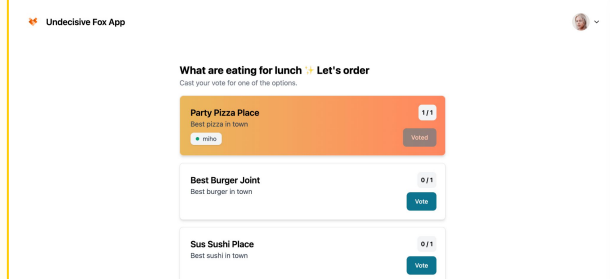 Undecisive Fox App
What are eating for lunch ✨ Let's order
Cast your vote for one of the options.
Party Pizza Place
1 / 1
Best pizza in town
miho
Voted
Best Burger Joint
0 / 1
Best burger in town
Vote
Sus Sushi Place
0 / 1
Best sushi in town
Vote